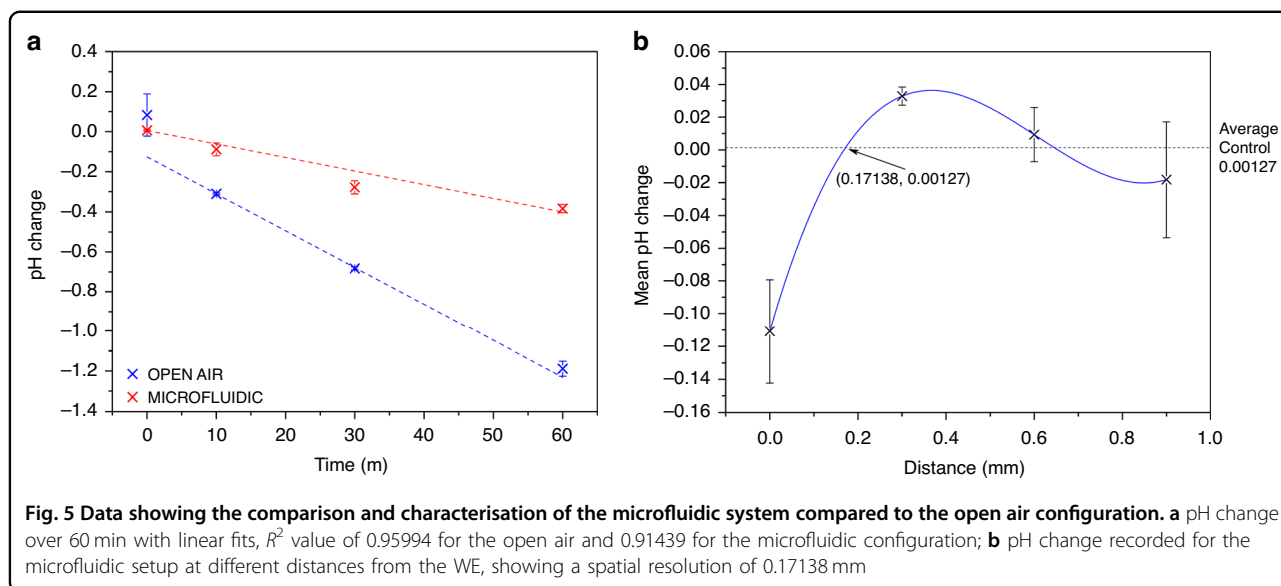 a
0.4
0.2
0.0
–0.2
–0.4
–0.6
–0.8
–1.0
–1.2
–1.4
pH change
OPEN AIR
MICROFLUIDIC
0 10 20 30 40 50 60
Time (m)
b
0.06
0.04
0.02
0.00
–0.02
–0.04
–0.06
–0.08
–0.10
–0.12
–0.14
–0.16
Mean pH change
(0.17138, 0.00127)
Average
Control
0.00127
0.0 0.2 0.4 0.6 0.8 1.0
Distance (mm)
Fig. 5 Data showing the comparison and characterisation of the microfluidic system compared to the open air configuration. a pH change
over 60 min with linear fits, R² value of 0.95994 for the open air and 0.91439 for the microfluidic configuration; b pH change recorded for the
microfluidic setup at different distances from the WE, showing a spatial resolution of 0.17138 mm